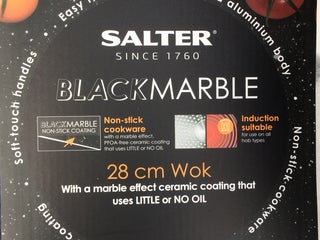 Easy
aluminium body
Soft-touch handles
SALTER®
SINCE 1760
BLACKMARBLE
BLACKMARBLE
NON-STICK COATING
Non-stick
cookware
with a marble effect.
PFOA-free ceramic coating
that uses LITTLE or NO OIL
Induction
suitable
for use on all
hob types
28 cm Wok
With a marble effect ceramic coating that
uses LITTLE or NO OIL
Non-stick cookware
coating